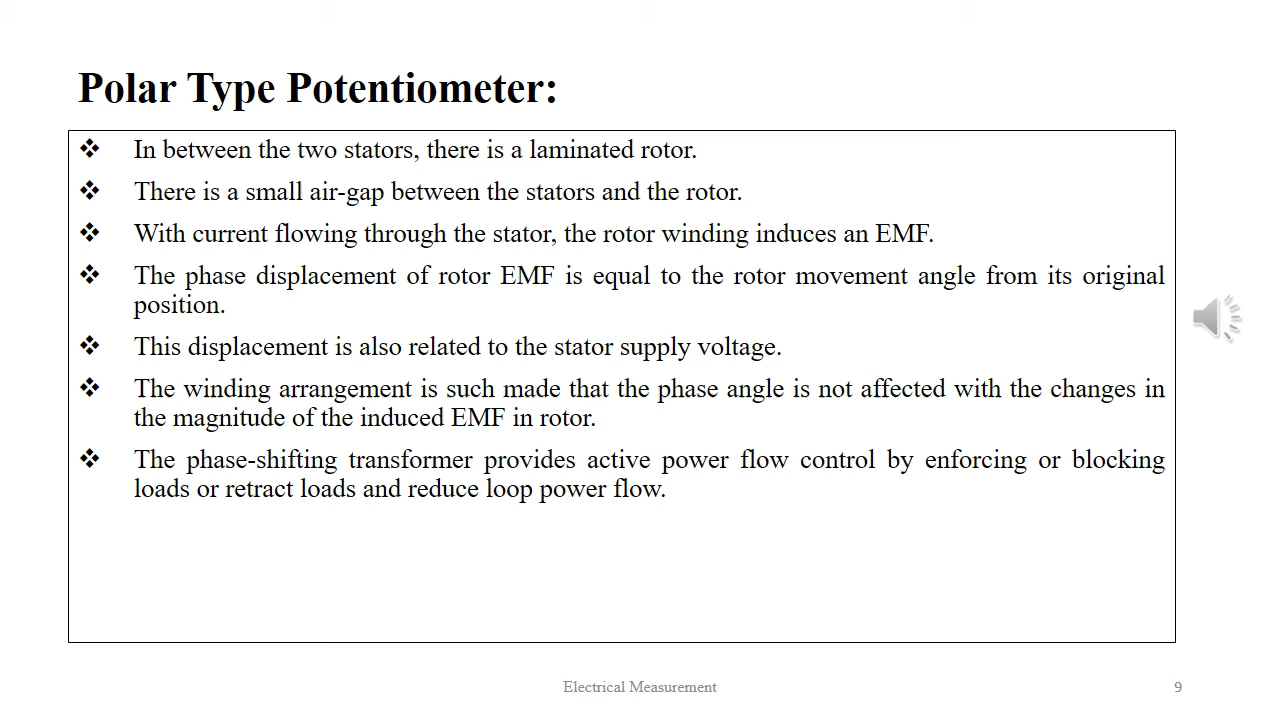 Polar Type Potentiometer:
❖ In between the two stators, there is a laminated rotor.
❖ There is a small air-gap between the stators and the rotor.
❖ With current flowing through the stator, the rotor winding induces an EMF.
❖ The phase displacement of rotor EMF is equal to the rotor movement angle from its original
position.
❖ This displacement is also related to the stator supply voltage.
❖ The winding arrangement is such made that the phase angle is not affected with the changes in
the magnitude of the induced EMF in rotor.
❖ The phase-shifting transformer provides active power flow control by enforcing or blocking
loads or retract loads and reduce loop power flow.
Electrical Measurement
9